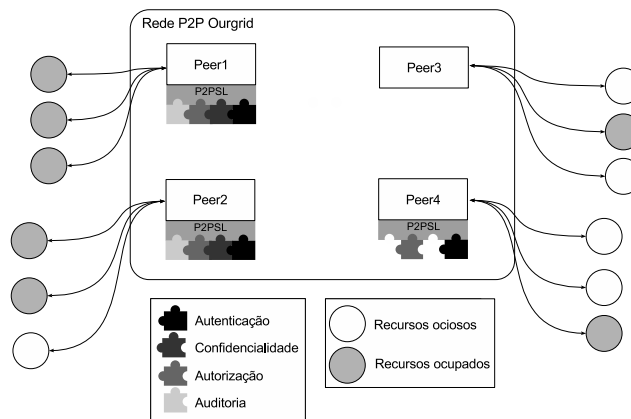 Rede P2P Ourgrid
Peer1
Peer3
P2PSL
Peer2
Peer4
P2PSL
P2PSL
Autenticação
Confidencialidade
Autorização
Auditoria
Recursos ociosos
Recursos ocupados